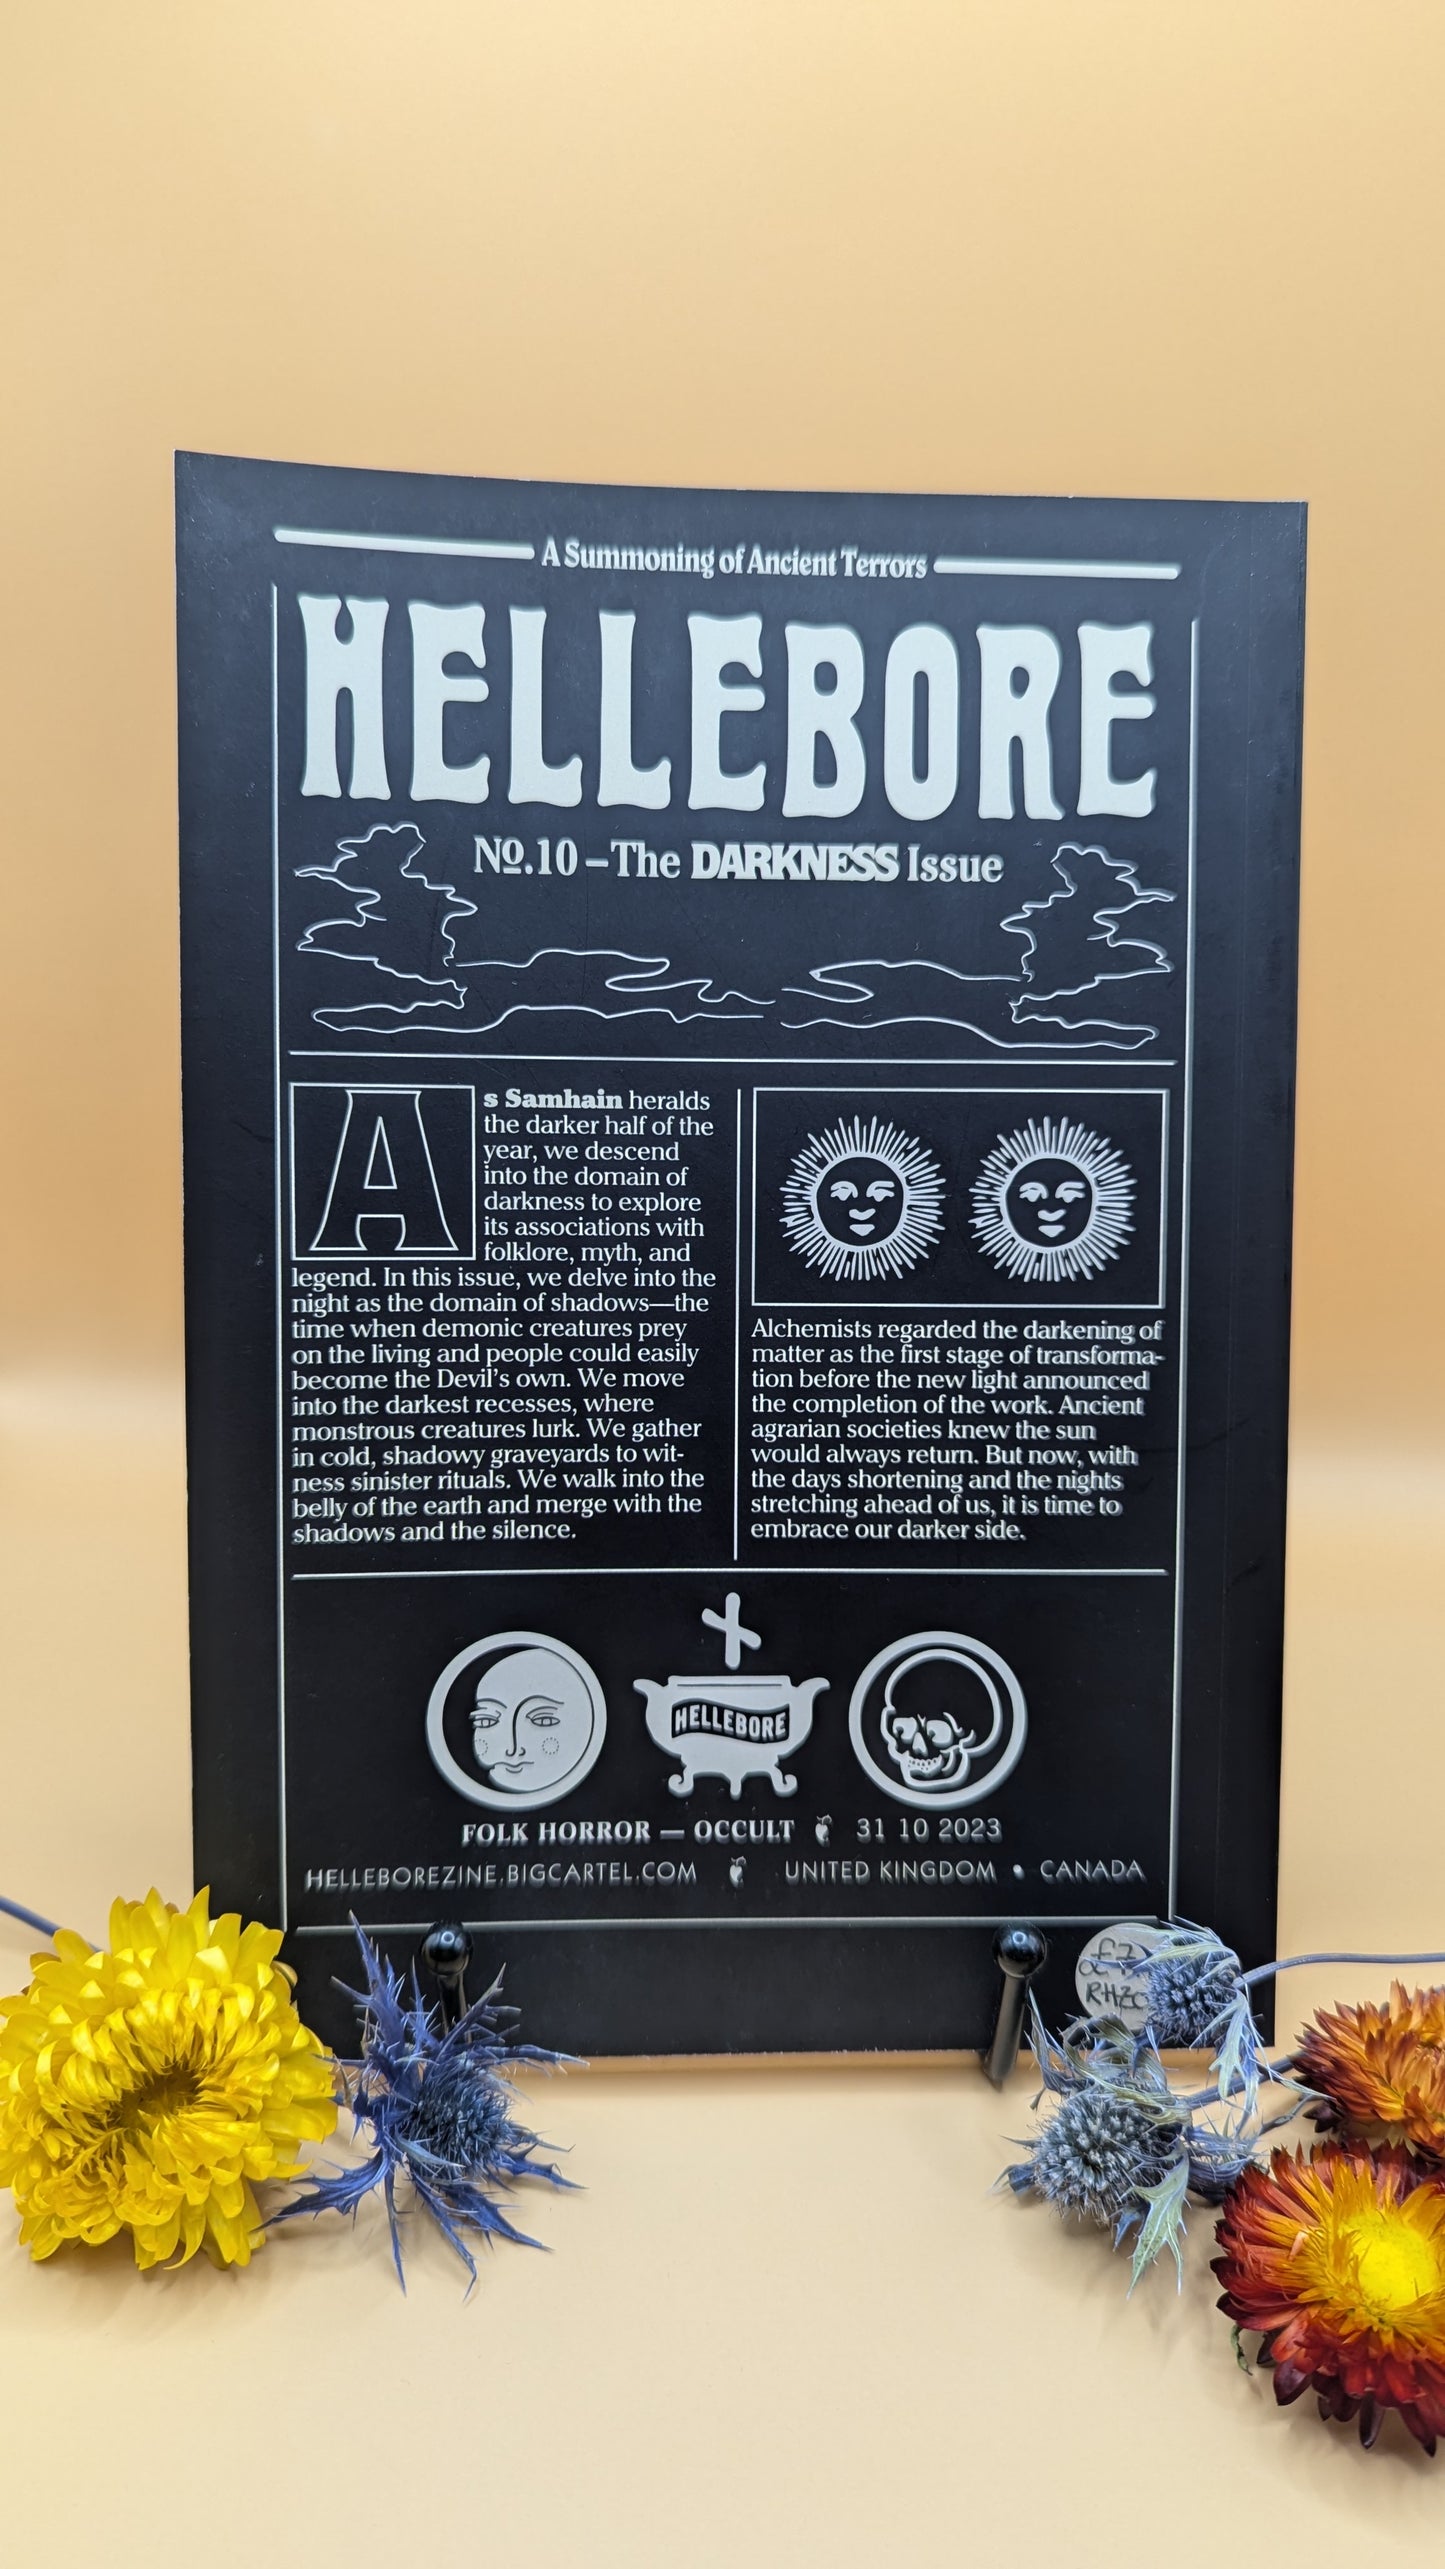 A Summoning of Ancient Terrors
HELLEBORE
Nº.10 – The DARKNESS Issue
As Samhain heralds
the darker half of the
year, we descend
into the domain of
darkness to explore
its associations with
folklore, myth, and
legend. In this issue, we delve into the
night as the domain of shadows—the
time when demonic creatures prey
on the living and people could easily
become the Devil’s own. We move
into the darkest recesses, where
monstrous creatures lurk. We gather
in cold, shadowy graveyards to wit-
ness sinister rituals. We walk into the
belly of the earth and merge with the
shadows and the silence.
Alchemists regarded the darkening of
matter as the first stage of transforma-
tion before the new light announced
the completion of the work. Ancient
agrarian societies knew the sun
would always return. But now, with
the days shortening and the nights
stretching ahead of us, it is time to
embrace our darker side.
HELLEBORE
FOLK HORROR — OCCULT 31 10 2023
HELLEBOREZINE.BIGCARTEL.COM UNITED KINGDOM • CANADA